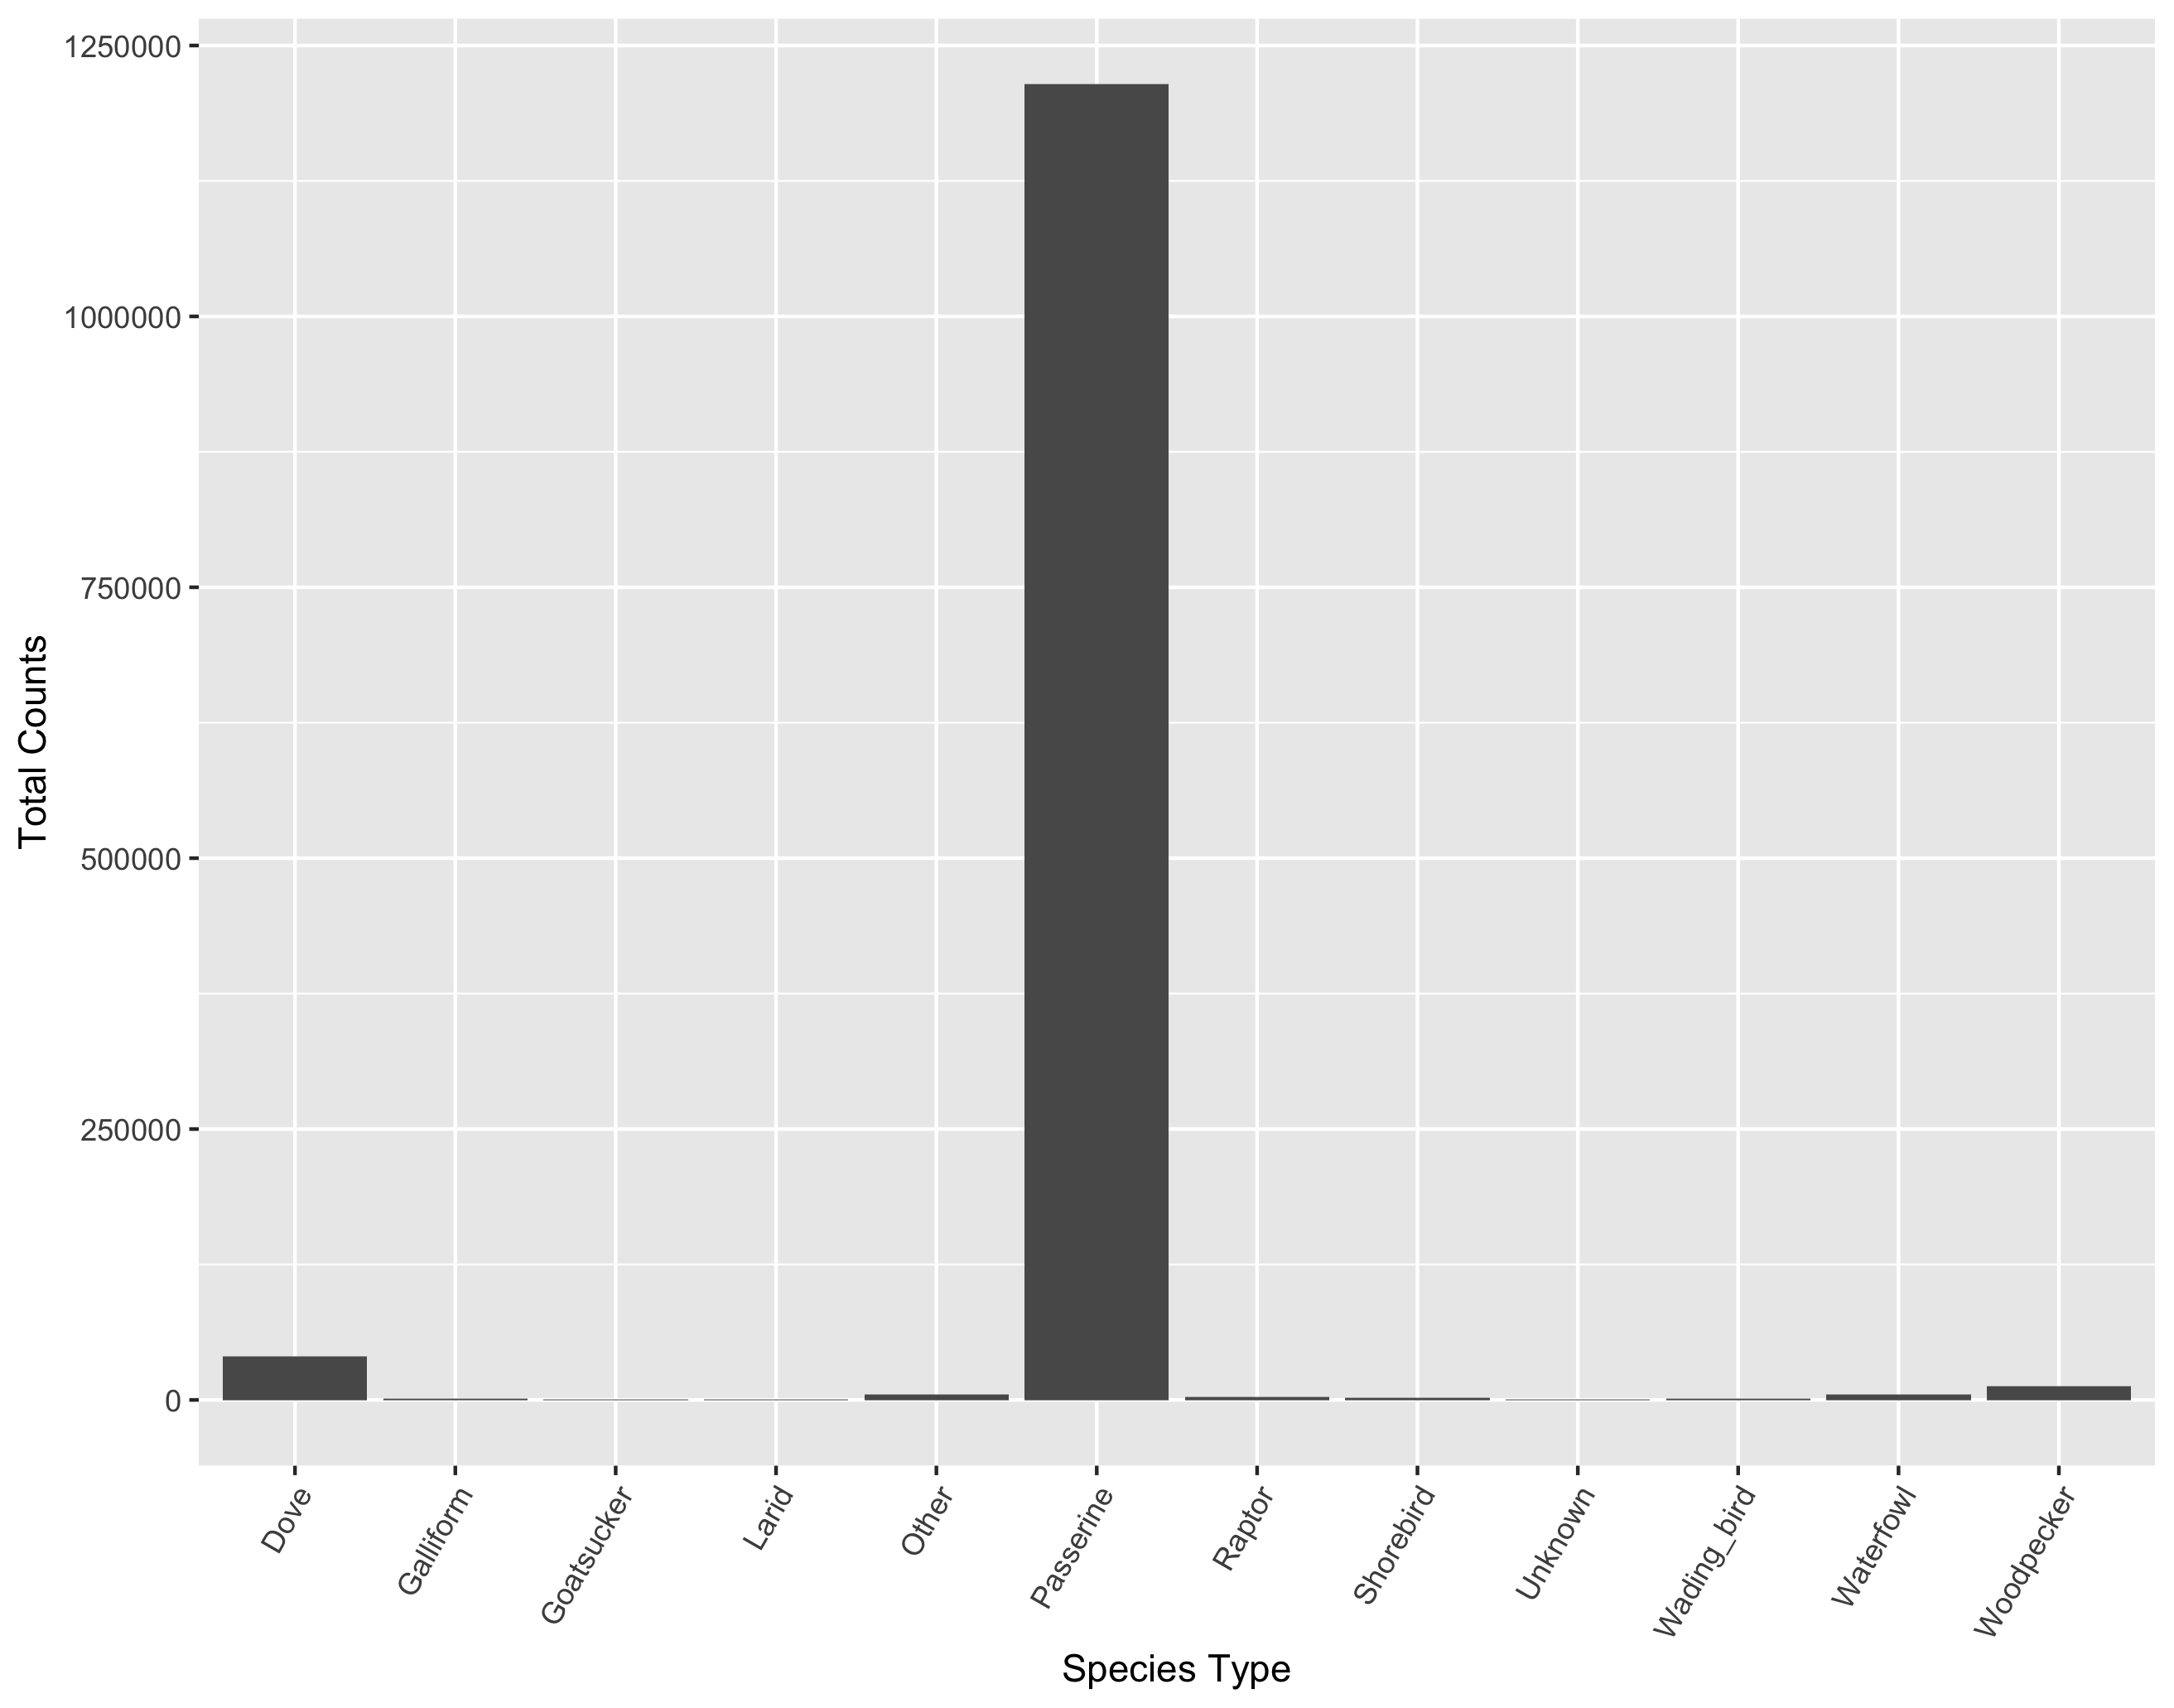 1250000
1000000
750000
500000
250000
0
Total Counts
Dove
Galliform
Goatsucker
Larid
Other
Passerine
Raptor
Shorebird
Unknown
Wading_bird
Waterfowl
Woodpecker
Species Type